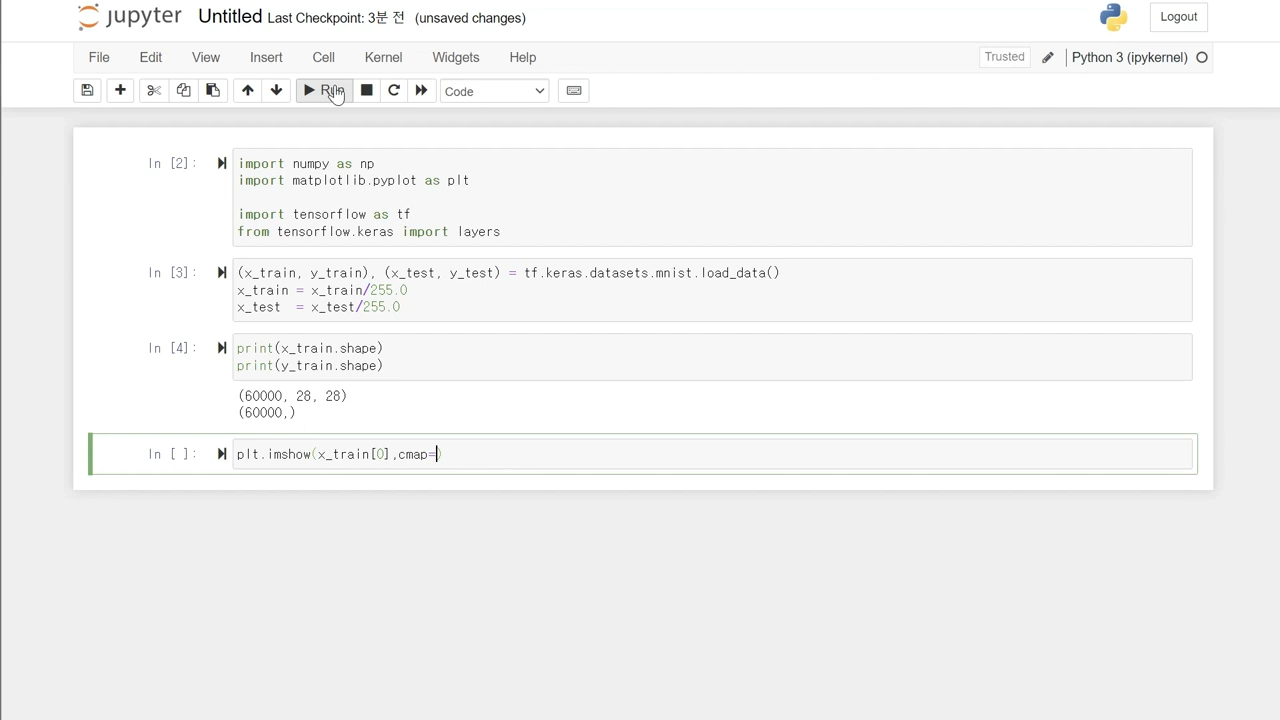 jupyter Untitled Last Checkpoint: 3분 전 (unsaved changes) Logout
File Edit View Insert Cell Kernel Widgets Help Trusted Python 3 (ipykernel)
Run Code
In [2]:
import numpy as np
import matplotlib.pyplot as plt
import tensorflow as tf
from tensorflow.keras import layers
In [3]:
(x_train, y_train), (x_test, y_test) = tf.keras.datasets.mnist.load_data()
x_train = x_train/255.0
x_test  = x_test/255.0
In [4]:
print(x_train.shape)
print(y_train.shape)
(60000, 28, 28)
(60000,)
In [ ]:
plt.imshow(x_train[0],cmap=)